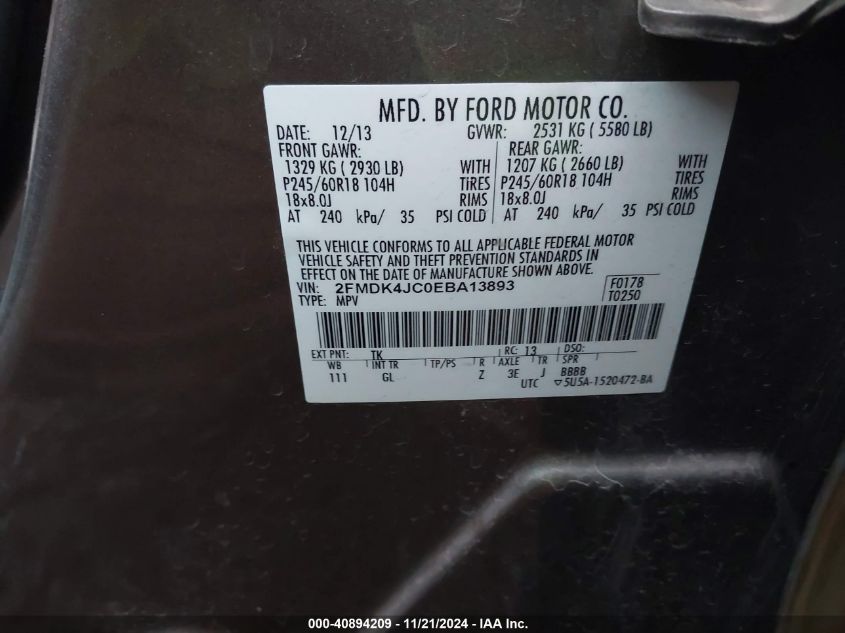 MFD. BY FORD MOTOR CO.
DATE: 12/13 GVWR: 2531 KG ( 5580 LB)
FRONT GAWR: REAR GAWR:
1329 KG ( 2930 LB) WITH 1207 KG ( 2660 LB) WITH
P245/60R18 104H TIRES P245/60R18 104H TIRES
18x8.0J RIMS 18x8.0J RIMS
AT 240 kPa/ 35 PSI COLD AT 240 kPa/ 35 PSI COLD
THIS VEHICLE CONFORMS TO ALL APPLICABLE FEDERAL MOTOR
VEHICLE SAFETY AND THEFT PREVENTION STANDARDS IN
EFFECT ON THE DATE OF MANUFACTURE SHOWN ABOVE.
VIN: 2FMDK4JC0EBA13893 F0178
TYPE: MPV T0250
EXT PNT: TK RC: 13 DSO:
WB INT TR TP/PS R AXLE TR SPR
111 GL Z 3E J BBBB
UTC ▽5U5A-1520472-BA
000-40894209 - 11/21/2024 - IAA Inc.